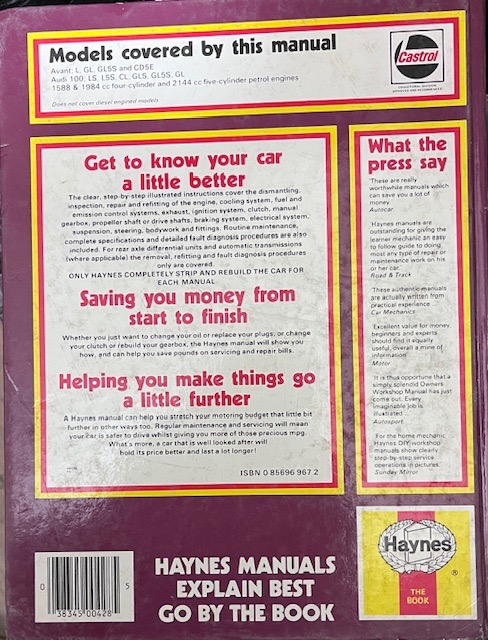 Models covered by this manual
Avant: L, GL, GL5S and CD5E
Audi 100; LS, L5S, CL, GLS, GL5S, GL
1588 & 1984 cc four-cylinder and 2144 cc five-cylinder petrol engines
Does not cover diesel engined models
Castrol
Get to know your car
a little better
The clear, step-by-step illustrated instructions cover the dismantling,
inspection, repair and refitting of the engine, cooling system, fuel and
emission control systems, exhaust, ignition system, clutch, manual
gearbox, propeller shaft or drive shafts, braking system, electrical system,
suspension, steering, bodywork and fittings. Routine maintenance,
complete specifications and detailed fault diagnosis procedures are also
included. For rear axle differential units and automatic transmissions
(where applicable) the removal, refitting and fault diagnosis procedures
only are covered.
ONLY HAYNES COMPLETELY STRIP AND REBUILD THE CAR FOR
EACH MANUAL
Saving you money from
start to finish
Whether you just want to change your oil or replace your plugs, or change
your clutch or rebuild your gearbox, the Haynes manual will show you
how, and can help you save pounds on servicing and repair bills.
Helping you make things go
a little further
A Haynes manual can help you stretch your motoring budget that little bit
further in other ways too. Regular maintenance and servicing will mean
your car is safer to drive whilst giving you more of those precious mpg.
What's more, a car that is well looked after will
hold its price better and last a lot longer!
ISBN 0 85696 967 2
What the
press say
'These are really
worthwhile manuals which
can save you a lot of
money.'
Autocar
'Haynes manuals are
outstanding for giving the
learner mechanic an easy
to follow guide to doing
most any type of repair or
maintenance work on his
or her car.'
Road & Track
'These authentic manuals
are actually written from
practical experience....'
Car Mechanics
'Excellent value for money,
beginners and experts
should find it equally
useful, overall a mine of
information'
Motor
'It is thus opportune that a
simply splendid Owners
Workshop Manual has just
come out. Every
imaginable job is
illustrated...'
Autosport
'For the home mechanic
Haynes DIY workshop
manuals show clearly
step-by-step service
operations in pictures.'
Sunday Mirror
0 38345 00428 5
HAYNES MANUALS
EXPLAIN BEST
GO BY THE BOOK
Haynes
®
THE
BOOK